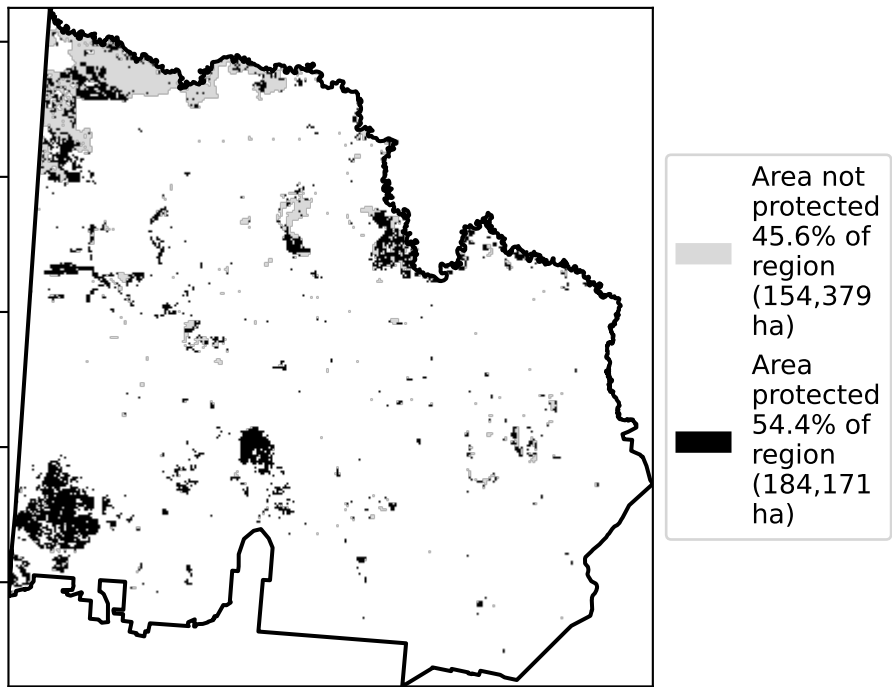 Area not
protected
45.6% of
region
(154,379
ha)
Area
protected
54.4% of
region
(184,171
ha)